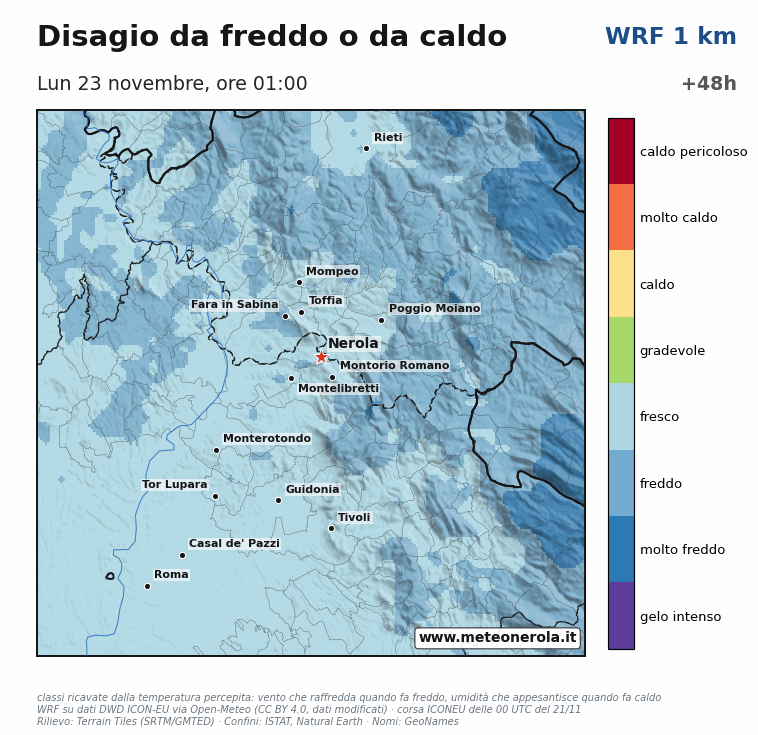 Disagio da freddo o da caldo
WRF 1 km
Lun 23 novembre, ore 01:00
+48h
Rieti
Mompeo
Toffia
Fara in Sabina
Poggio Moiano
Nerola
Montorio Romano
Montelibretti
Monterotondo
Tor Lupara
Guidonia
Tivoli
Casal de' Pazzi
Roma
www.meteonerola.it
caldo pericoloso
molto caldo
caldo
gradevole
fresco
freddo
molto freddo
gelo intenso
classi ricavate dalla temperatura percepita: vento che raffredda quando fa freddo, umidità che appesantisce quando fa caldo
WRF su dati DWD ICON-EU via Open-Meteo (CC BY 4.0, dati modificati) · corsa ICONEU delle 00 UTC del 21/11
Rilievo: Terrain Tiles (SRTM/GMTED) · Confini: ISTAT, Natural Earth · Nomi: GeoNames